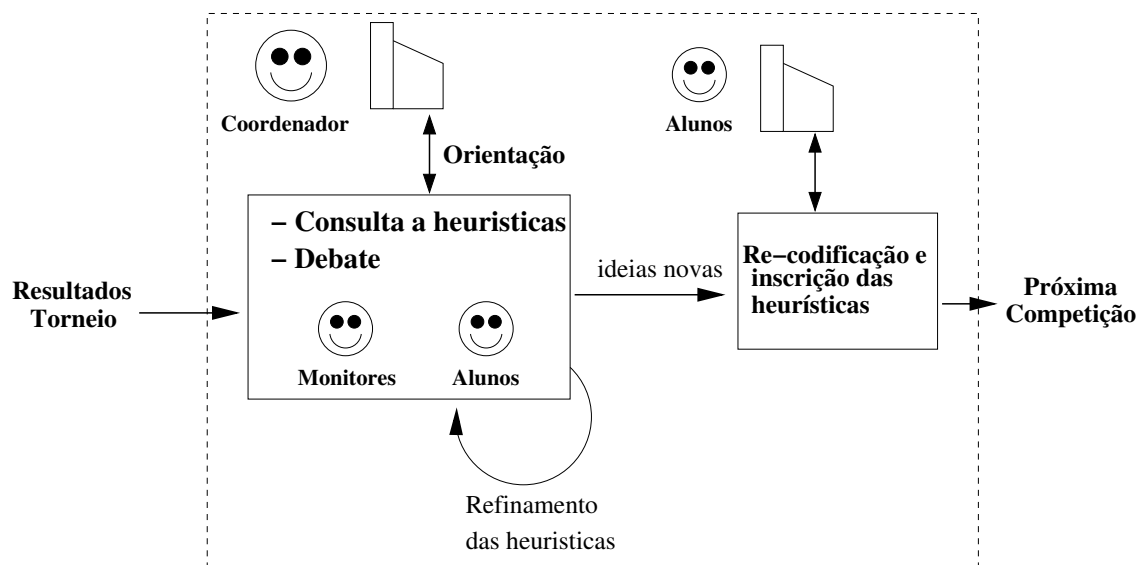 Coordenador
Alunos
Orientação
– Consulta a heuristicas
– Debate
Monitores
Alunos
Resultados
Torneio
ideias novas
Re–codificação e
inscrição das
heurísticas
Próxima
Competição
Refinamento
das heuristicas